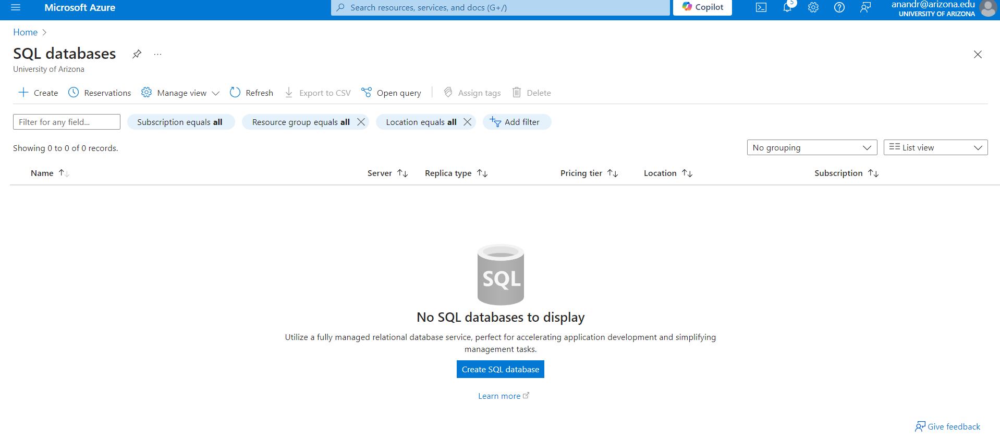 Microsoft Azure
Search resources, services, and docs (G+/)
Copilot
5
anandr@arizona.edu
UNIVERSITY OF ARIZONA
Home
SQL databases
...
University of Arizona
Create
Reservations
Manage view
Refresh
Export to CSV
Open query
Assign tags
Delete
Filter for any field...
Subscription equals all
Resource group equals all
Location equals all
Add filter
Showing 0 to 0 of 0 records.
No grouping
List view
Name
Server
Replica type
Pricing tier
Location
Subscription
SQL
No SQL databases to display
Utilize a fully managed relational database service, perfect for accelerating application development and simplifying
management tasks.
Create SQL database
Learn more
Give feedback